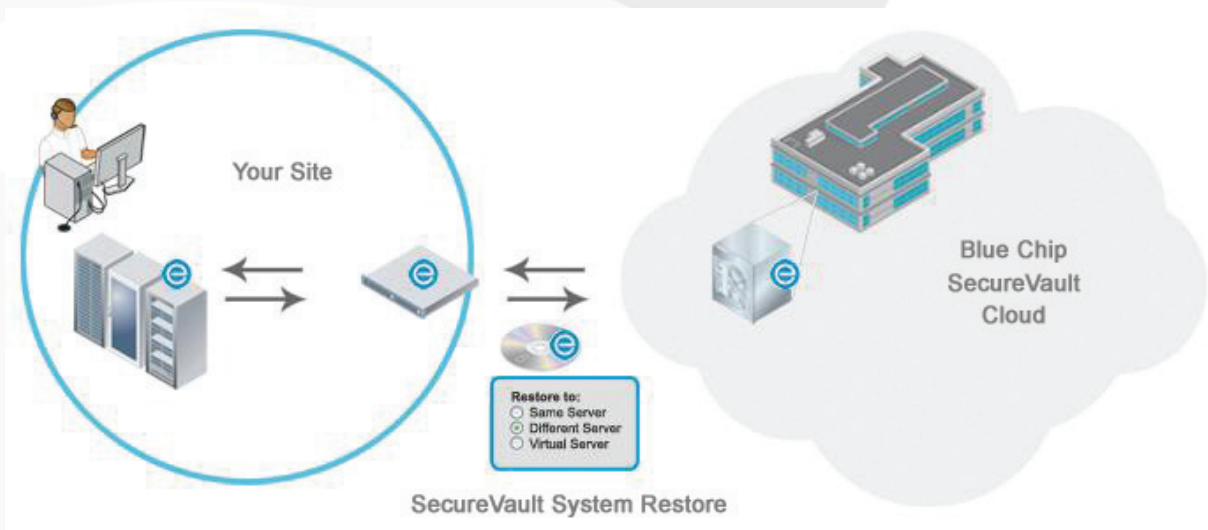 Your Site
Blue Chip
SecureVault
Cloud
Restore to:
Same Server
Different Server
Virtual Server
SecureVault System Restore